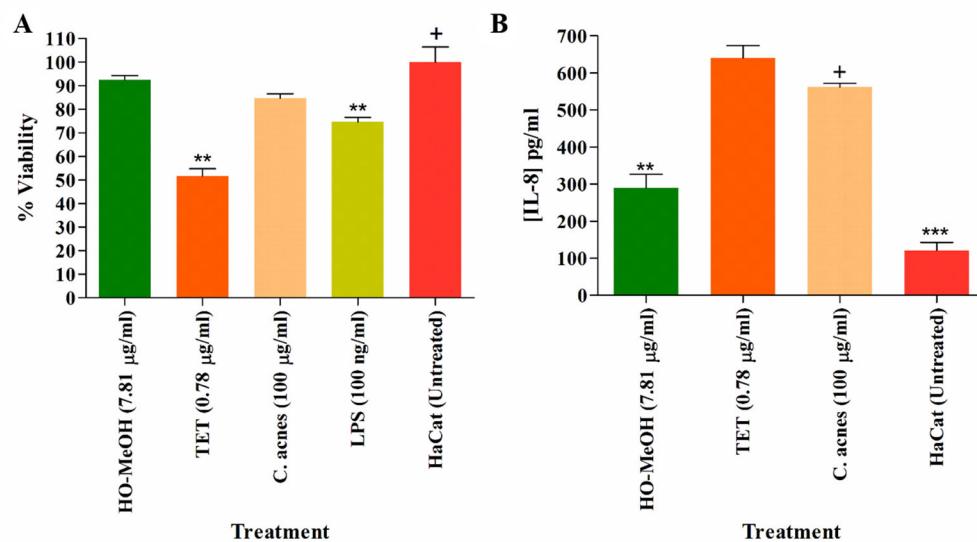 A
110
100
90
80
70
60
50
40
30
20
10
0
% Viability
**
**
+
HO-MeOH (7.81 μg/ml)
TET (0.78 μg/ml)
C. acnes (100 μg/ml)
LPS (100 ng/ml)
HaCat (Untreated)
Treatment
B
700
600
500
400
300
200
100
0
[IL-8] pg/ml
**
+
***
HO-MeOH (7.81 μg/ml)
TET (0.78 μg/ml)
C. acnes (100 μg/ml)
HaCat (Untreated)
Treatment